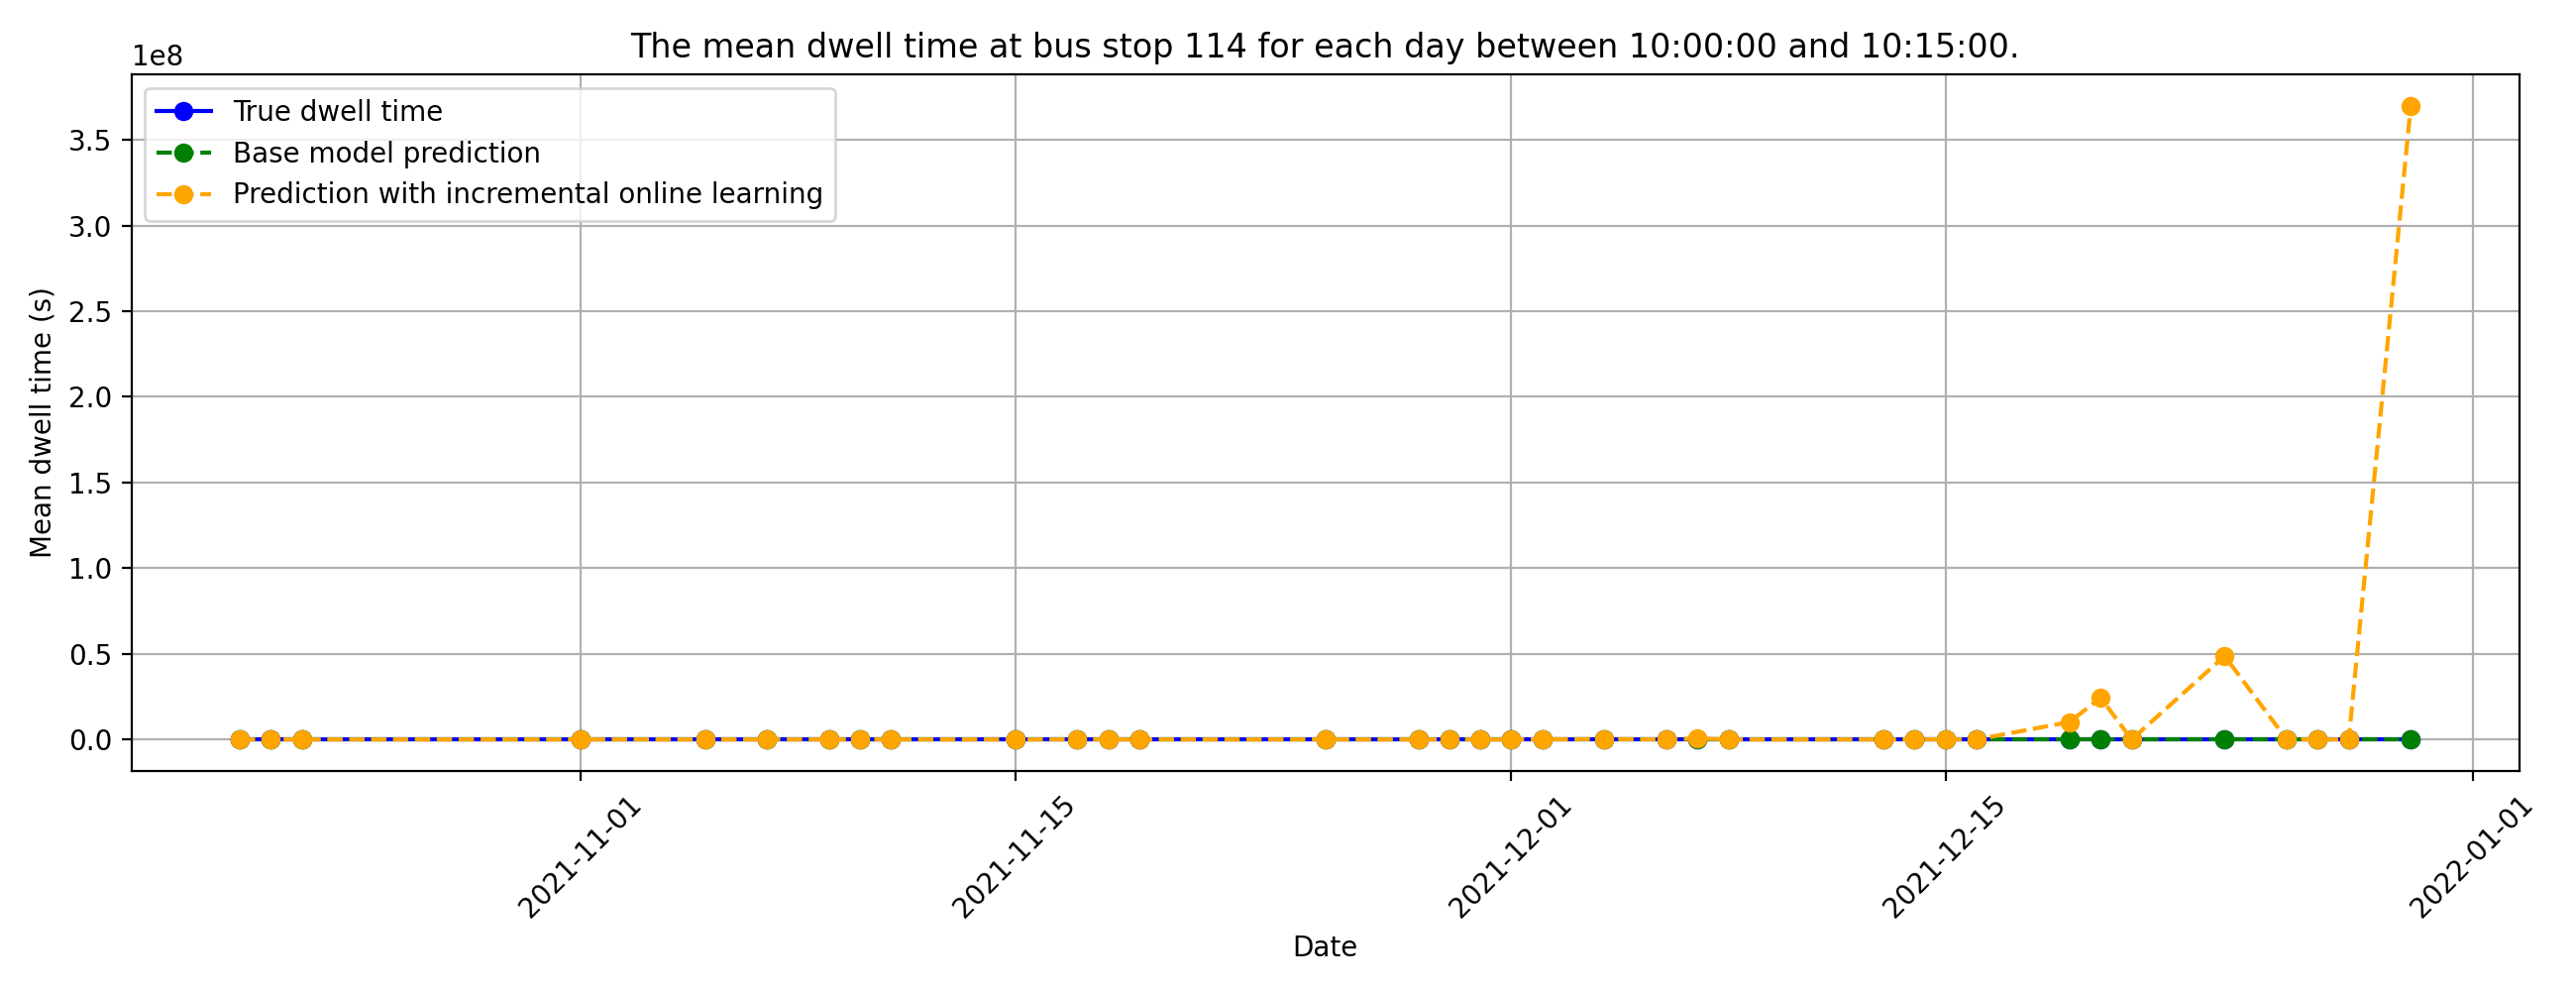 The mean dwell time at bus stop 114 for each day between 10:00:00 and 10:15:00.
1e8
True dwell time
Base model prediction
Prediction with incremental online learning
3.5
3.0
2.5
2.0
1.5
1.0
0.5
0.0
Mean dwell time (s)
2021-11-01
2021-11-15
2021-12-01
2021-12-15
2022-01-01
Date